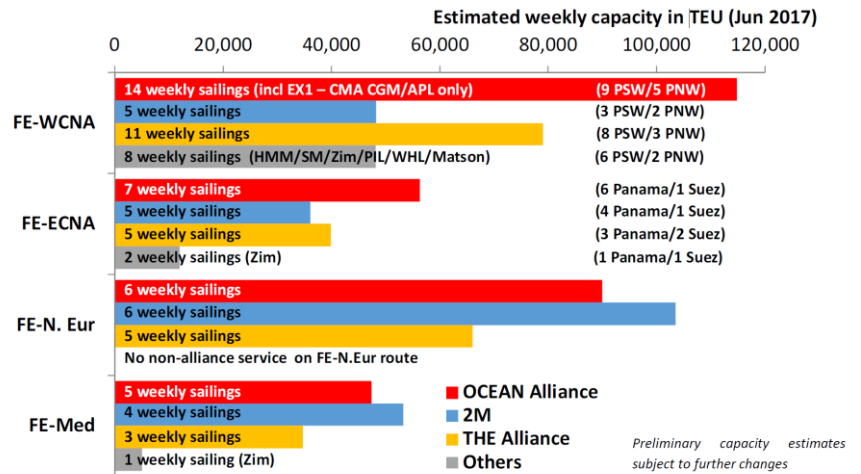 Estimated weekly capacity in TEU (Jun 2017)
0 20,000 40,000 60,000 80,000 100,000 120,000
FE-WCNA
14 weekly sailings (incl EX1 – CMA CGM/APL only) (9 PSW/5 PNW)
5 weekly sailings (3 PSW/2 PNW)
11 weekly sailings (8 PSW/3 PNW)
8 weekly sailings (HMM/SM/Zim/PIL/WHL/Matson) (6 PSW/2 PNW)
FE-ECNA
7 weekly sailings (6 Panama/1 Suez)
5 weekly sailings (4 Panama/1 Suez)
5 weekly sailings (3 Panama/2 Suez)
2 weekly sailings (Zim) (1 Panama/1 Suez)
FE-N. Eur
6 weekly sailings
6 weekly sailings
5 weekly sailings
No non-alliance service on FE-N.Eur route
FE-Med
5 weekly sailings
4 weekly sailings
3 weekly sailings
1 weekly sailing (Zim)
OCEAN Alliance
2M
THE Alliance
Others
Preliminary capacity estimates
subject to further changes